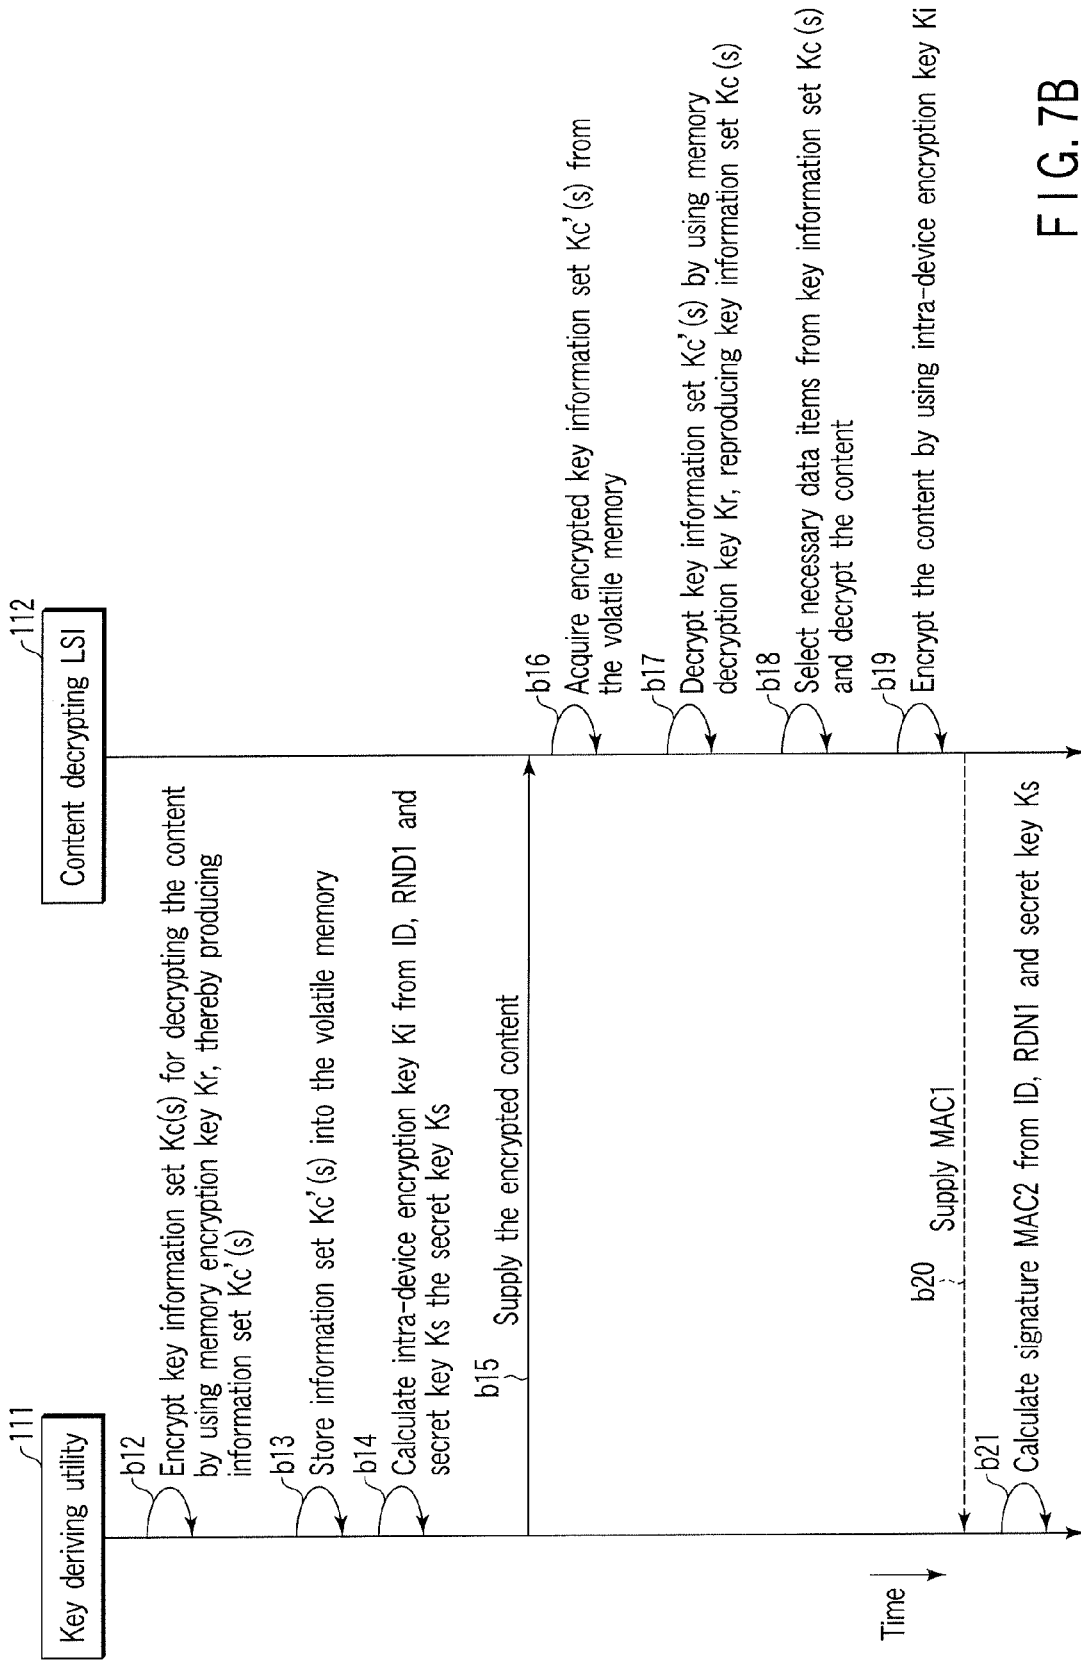 111
Key deriving utility
112
Content decrypting LSI
b12
Encrypt key information set Kc(s) for decrypting the content
by using memory encryption key Kr, thereby producing
information set Kc'(s)
b13
Store information set Kc'(s) into the volatile memory
b14
Calculate intra-device encryption key Ki from ID, RND1 and
secret key Ks the secret key Ks
b15
Supply the encrypted content
b16
Acquire encrypted key information set Kc'(s) from
the volatile memory
b17
Decrypt key information set Kc'(s) by using memory
decryption key Kr, reproducing key information set Kc(s)
b18
Select necessary data items from key information set Kc(s)
and decrypt the content
b19
Encrypt the content by using intra-device encryption key Ki
b20
Supply MAC1
b21
Calculate signature MAC2 from ID, RDN1 and secret key Ks
Time
FIG. 7B